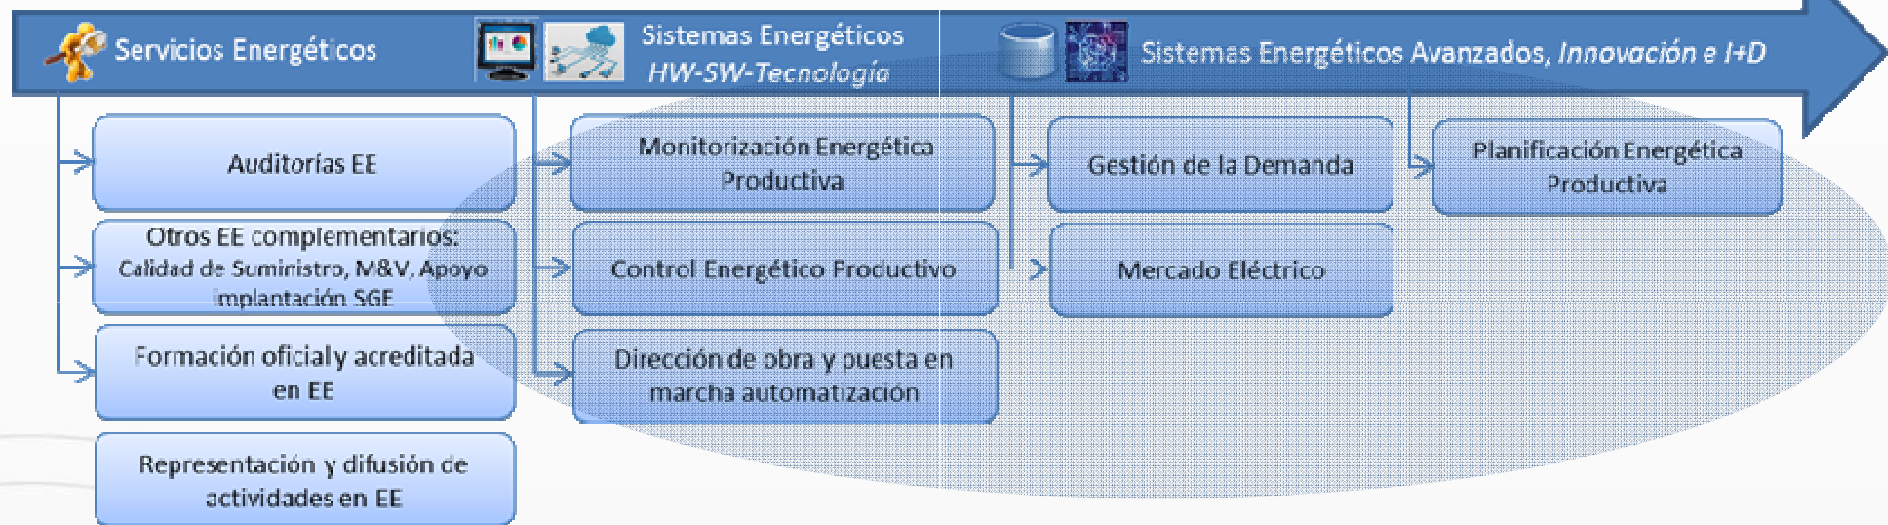 Servicios Energéticos
Sistemas Energéticos
HW-SW-Tecnología
Sistemas Energéticos Avanzados, Innovación e I+D
Auditorías EE
Otros EE complementarios:
Calidad de Suministro, M&V, Apoyo
implantación SGE
Formación oficial y acreditada
en EE
Representación y difusión de
actividades en EE
Monitorización Energética
Productiva
Control Energético Productivo
Dirección de obra y puesta en
marcha automatización
Gestión de la Demanda
Mercado Eléctrico
Planificación Energética
Productiva